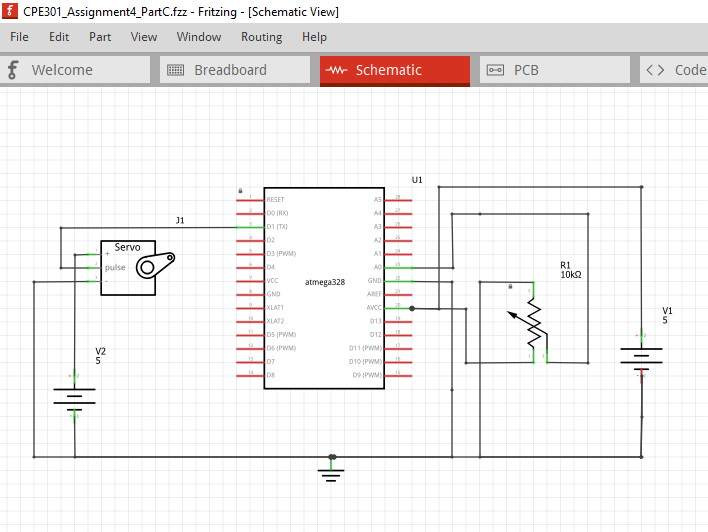 CPE301_Assignment4_PartC.fzz - Fritzing - [Schematic View]
File Edit Part View Window Routing Help
Welcome Breadboard Schematic PCB Code
U1
J1
Servo
+
pulse
-
RESET
D0 (RX)
D1 (TX)
D2
D3 (PWM)
D4
VCC
GND
XLAT1
XLAT2
D5 (PWM)
D6 (PWM)
D7
D8
atmega328
A5
A4
A3
A2
A1
A0
GND
AREF
AVCC
D13
D12
D11 (PWM)
D10 (PWM)
D9 (PWM)
R1
10kΩ
V1
5
V2
5